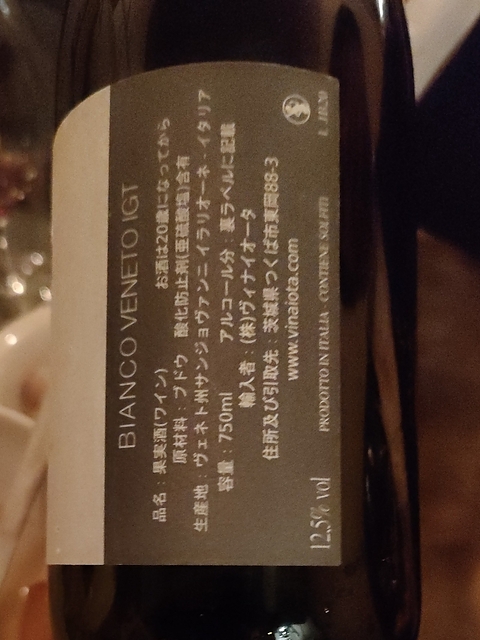 BIANCO VENETO IGT
お酒は20歳になってから
品名：果実酒(ワイン)
原材料：ブドウ 酸化防止剤(亜硫酸塩)含有
生産地：ヴェネト州サンジョヴァンニ イラリオーネ - イタリア
容量：750ml アルコール分：裏ラベルに記載
輸入者：(株)ヴィナイオータ
住所及び引取先：茨城県つくば市東岡88-3
www.vinaiota.com
12,5% vol PRODOTTO IN ITALIA - CONTIENE SOLFITI